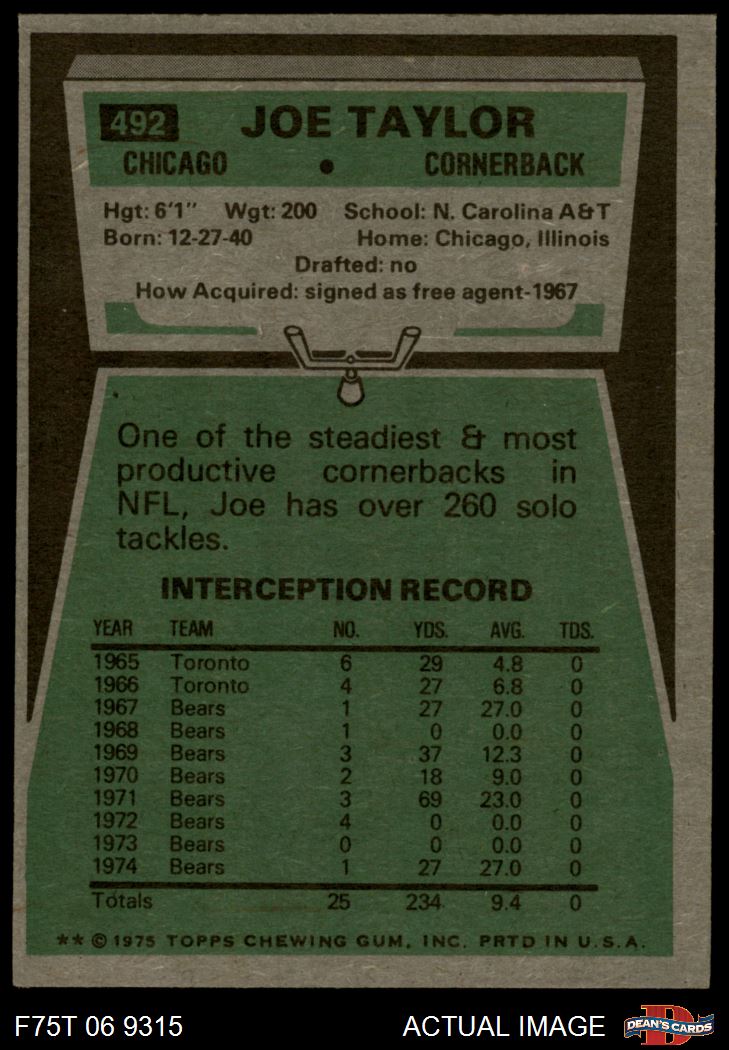 492 JOE TAYLOR
CHICAGO • CORNERBACK
Hgt: 6'1" Wgt: 200 School: N. Carolina A&T
Born: 12-27-40 Home: Chicago, Illinois
Drafted: no
How Acquired: signed as free agent-1967
One of the steadiest & most
productive cornerbacks in
NFL, Joe has over 260 solo
tackles.
INTERCEPTION RECORD
YEAR TEAM NO. YDS. AVG. TDS.
1965 Toronto 6 29 4.8 0
1966 Toronto 4 27 6.8 0
1967 Bears 1 27 27.0 0
1968 Bears 1 0 0.0 0
1969 Bears 3 37 12.3 0
1970 Bears 2 18 9.0 0
1971 Bears 3 69 23.0 0
1972 Bears 4 0 0.0 0
1973 Bears 0 0 0.0 0
1974 Bears 1 27 27.0 0
Totals 25 234 9.4 0
** © 1975 TOPPS CHEWING GUM, INC. PRTD IN U.S.A.
F75T 06 9315 ACTUAL IMAGE D DEAN'S CARDS